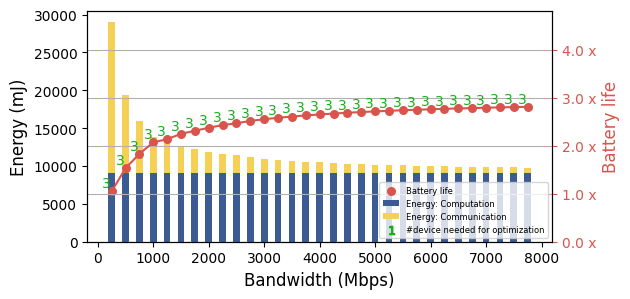 Energy (mJ)
30000
25000
20000
15000
10000
5000
0
3 3 3 3 3 3 3 3 3 3 3 3 3 3 3 3 3 3 3 3 3 3 3 3 3 3 3 3 3 3 3
4.0 x
3.0 x
2.0 x
1.0 x
0.0 x
Battery life
Battery life
Energy: Computation
Energy: Communication
1 #device needed for optimization
0 1000 2000 3000 4000 5000 6000 7000 8000
Bandwidth (Mbps)